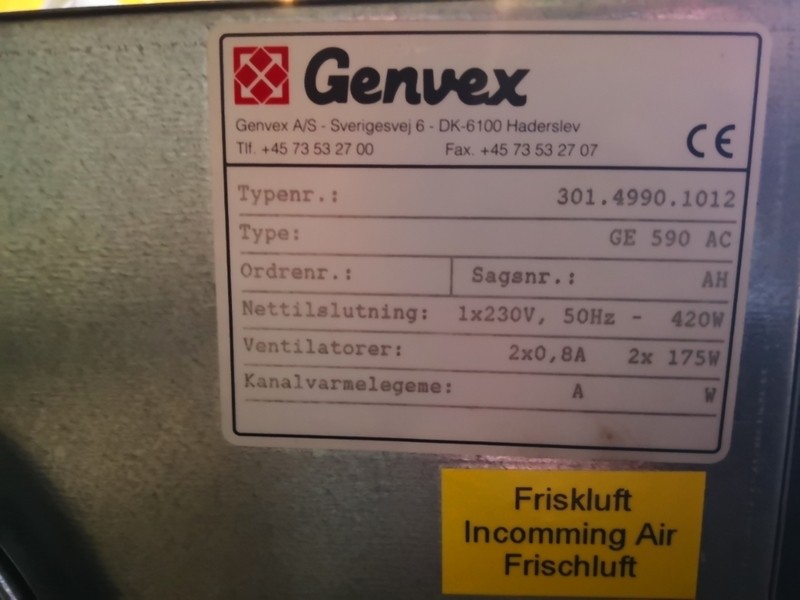 Genvex
Genvex A/S - Sverigesvej 6 - DK-6100 Haderslev
Tlf. +45 73 53 27 00 Fax. +45 73 53 27 07
CE
Typenr.: 301.4990.1012
Type: GE 590 AC
Ordrenr.: Sagsnr.: AH
Nettilslutning: 1x230V, 50Hz - 420W
Ventilatorer: 2x0,8A 2x 175W
Kanalvarmelegeme: A W
Friskluft
Incomming Air
Frischluft